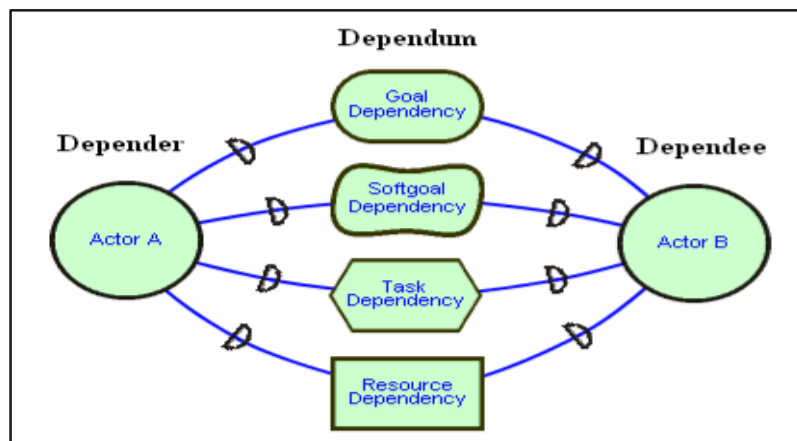 Dependum
Goal
Dependency
Depender
Dependee
Softgoal
Dependency
Actor A
Actor B
Task
Dependency
Resource
Dependency